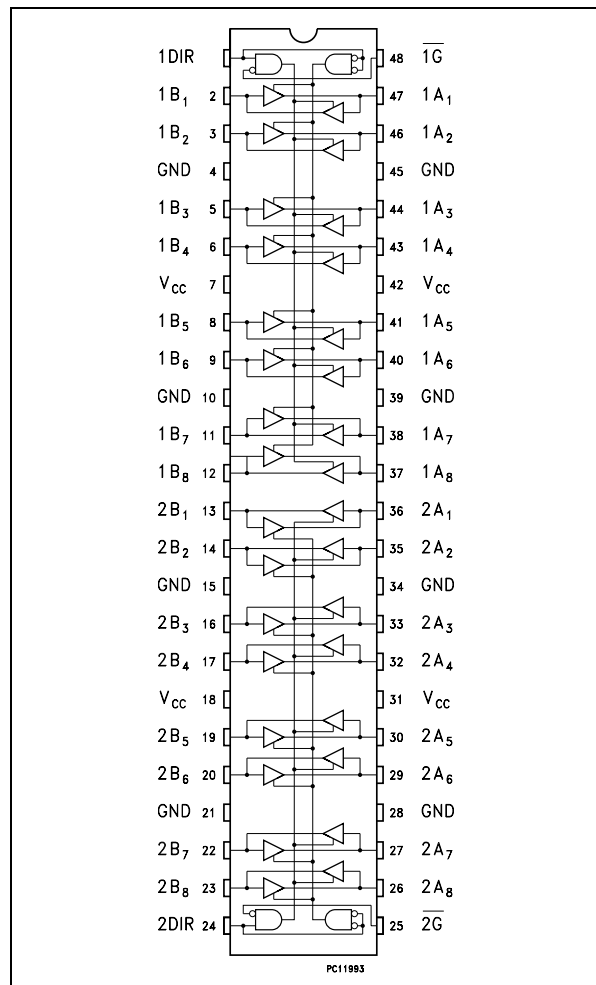 1DIR 48 1G
1B1 2 47 1A1
1B2 3 46 1A2
GND 4 45 GND
1B3 5 44 1A3
1B4 6 43 1A4
VCC 7 42 VCC
1B5 8 41 1A5
1B6 9 40 1A6
GND 10 39 GND
1B7 11 38 1A7
1B8 12 37 1A8
2B1 13 36 2A1
2B2 14 35 2A2
GND 15 34 GND
2B3 16 33 2A3
2B4 17 32 2A4
VCC 18 31 VCC
2B5 19 30 2A5
2B6 20 29 2A6
GND 21 28 GND
2B7 22 27 2A7
2B8 23 26 2A8
2DIR 24 25 2G
PC11993